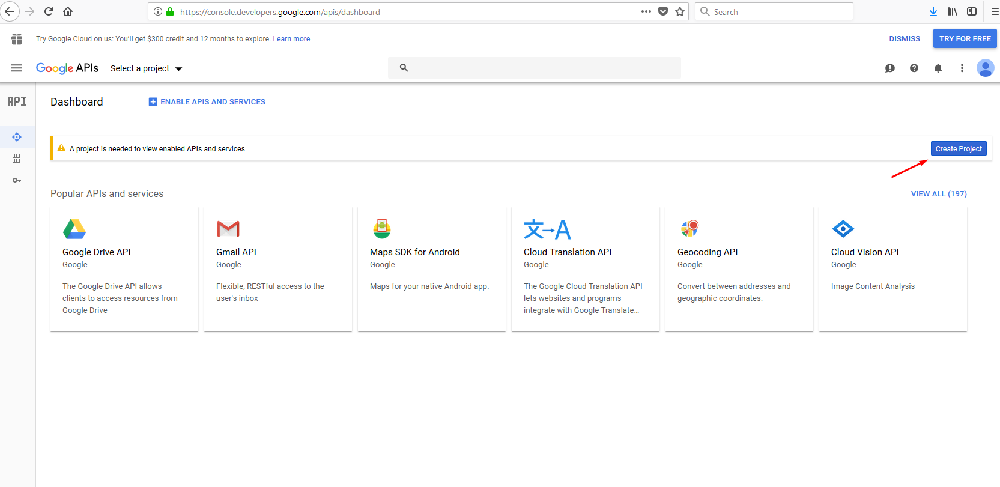 https://console.developers.google.com/apis/dashboard
Search
Try Google Cloud on us: You'll get $300 credit and 12 months to explore. Learn more
DISMISS
TRY FOR FREE
Google APIs
Select a project
API
Dashboard
ENABLE APIS AND SERVICES
A project is needed to view enabled APIs and services
Create Project
Popular APIs and services
VIEW ALL (197)
Google Drive API
Google
The Google Drive API allows
clients to access resources from
Google Drive
Gmail API
Google
Flexible, RESTful access to the
user's inbox
Maps SDK for Android
Google
Maps for your native Android app.
文→A
Cloud Translation API
Google
The Google Cloud Translation API
lets websites and programs
integrate with Google Translate...
Geocoding API
Google
Convert between addresses and
geographic coordinates.
Cloud Vision API
Google
Image Content Analysis